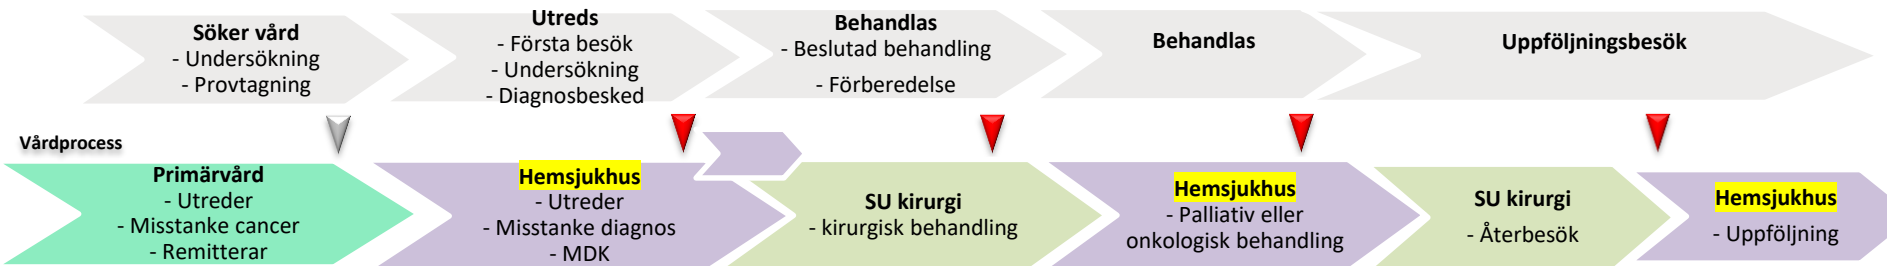 Söker vård
- Undersökning
- Provtagning
Utreds
- Första besök
- Undersökning
- Diagnosbesked
Behandlas
- Beslutad behandling
- Förberedelse
Behandlas
Uppföljningsbesök
Vårdprocess
Primärvård
- Utreder
- Misstanke cancer
- Remitterar
Hemsjukhus
- Utreder
- Misstanke diagnos
- MDK
SU kirurgi
- kirurgisk behandling
Hemsjukhus
- Palliativ eller
onkologisk behandling
SU kirurgi
- Återbesök
Hemsjukhus
- Uppföljning